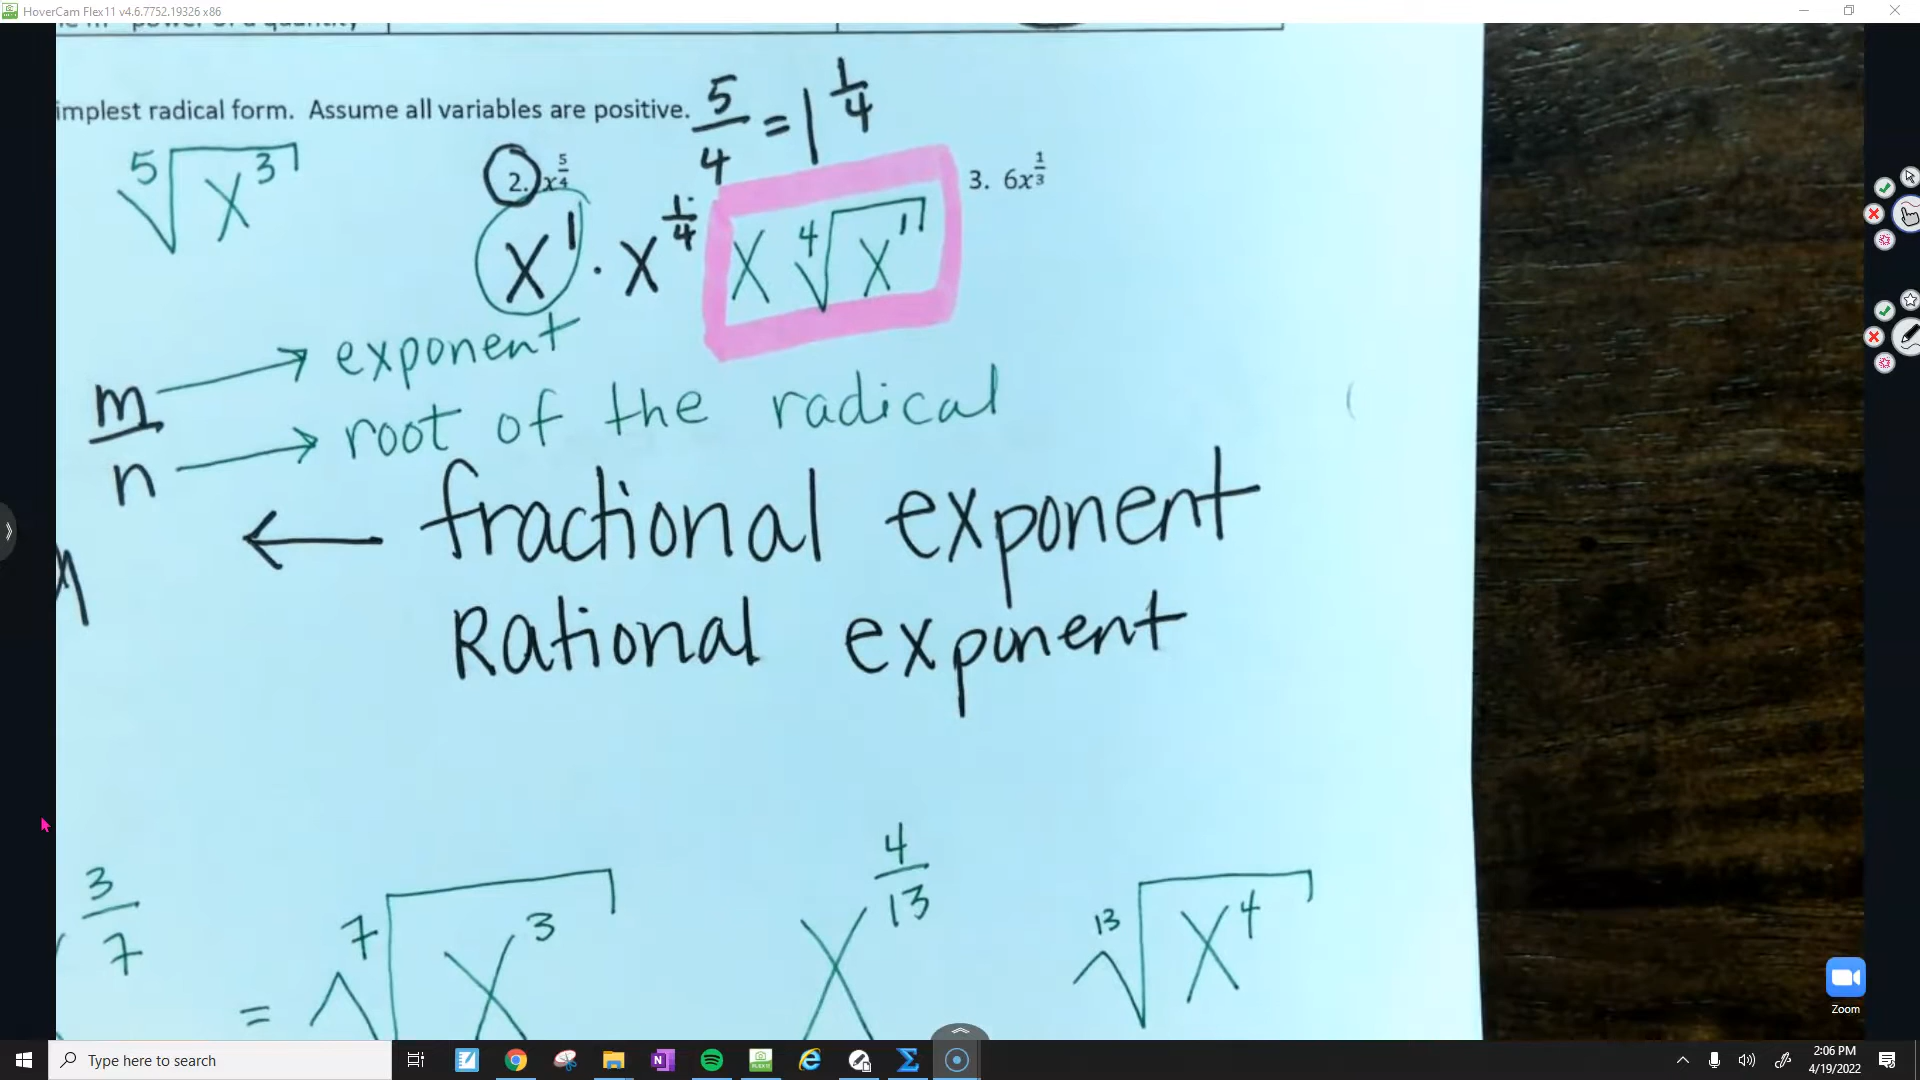 HoverCam Flex11 v4.6.7752.19326 x86
power of a quantity
implest radical form. Assume all variables are positive.
5/4 = 1 1/4
⁵√x³
2. x^5/4
3. 6x^1/3
x¹ · x^1/4
x ⁴√x¹
m → exponent
n → root of the radical
← fractional exponent
Rational exponent
3/7
= ⁷√x³
x^4/13
¹³√x⁴
Zoom
Type here to search
2:06 PM
4/19/2022